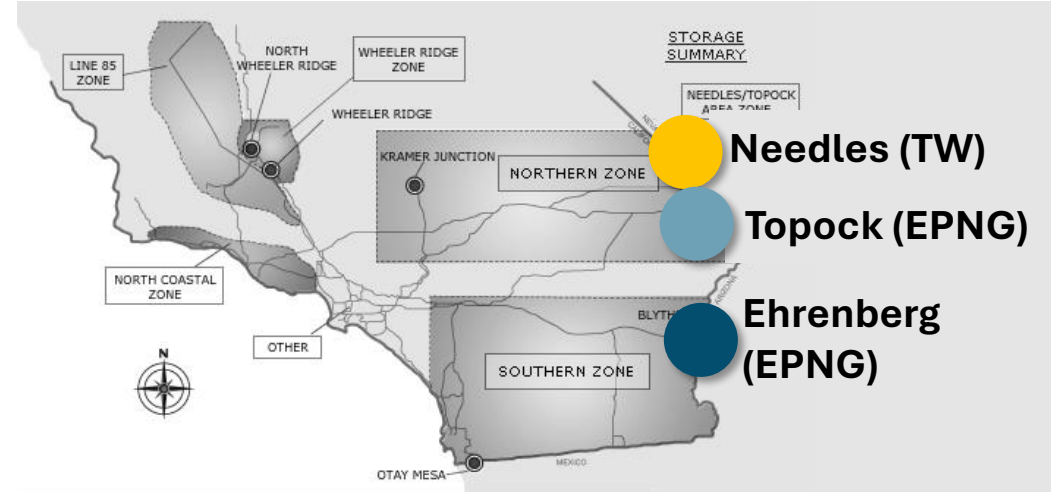 STORAGE
SUMMARY
LINE 85
ZONE
NORTH
WHEELER RIDGE
WHEELER RIDGE
ZONE
NEEDLES/TOPOCK
AREA ZONE
WHEELER RIDGE
KRAMER JUNCTION
NORTHERN ZONE
Needles (TW)
Topock (EPNG)
NORTH COASTAL
ZONE
ARIZONA
Ehrenberg
(EPNG)
OTHER
N
SOUTHERN ZONE
MEXICO
OTAY MESA